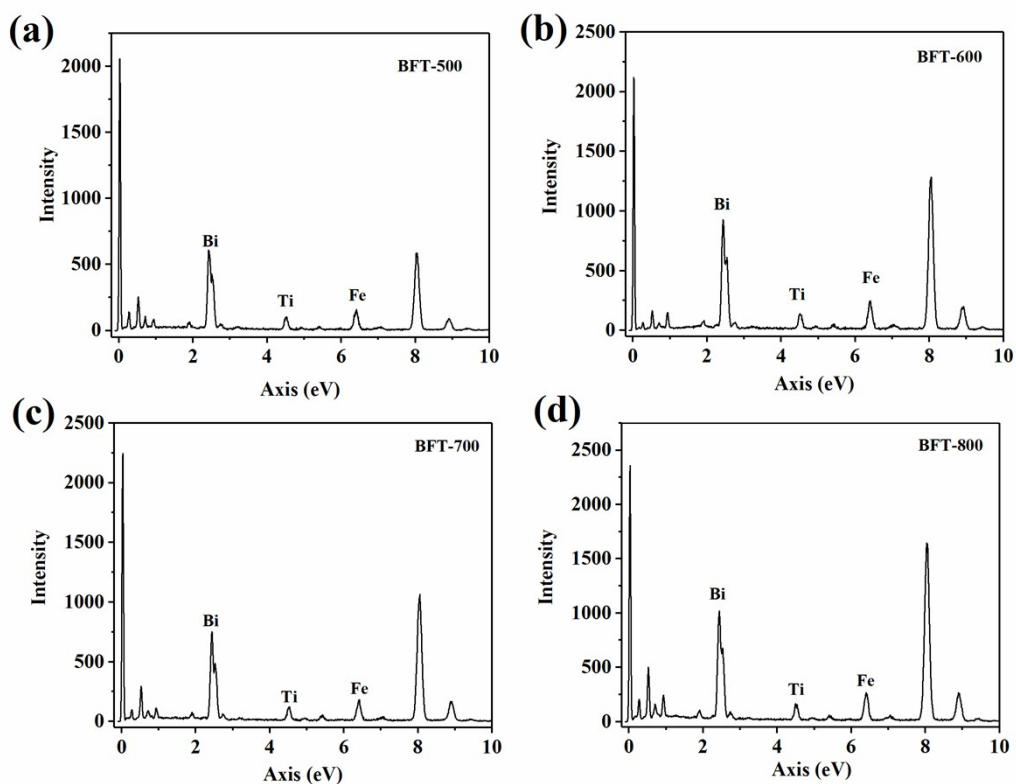 (a)
BFT-500
Intensity
2000
1500
1000
500
0
Bi
Ti
Fe
0 2 4 6 8 10
Axis (eV)
(b)
BFT-600
Intensity
2500
2000
1500
1000
500
0
Bi
Ti
Fe
0 2 4 6 8 10
Axis (eV)
(c)
BFT-700
Intensity
2500
2000
1500
1000
500
0
Bi
Ti
Fe
0 2 4 6 8 10
Axis (eV)
(d)
BFT-800
Intensity
2500
2000
1500
1000
500
0
Bi
Ti
Fe
0 2 4 6 8 10
Axis (eV)